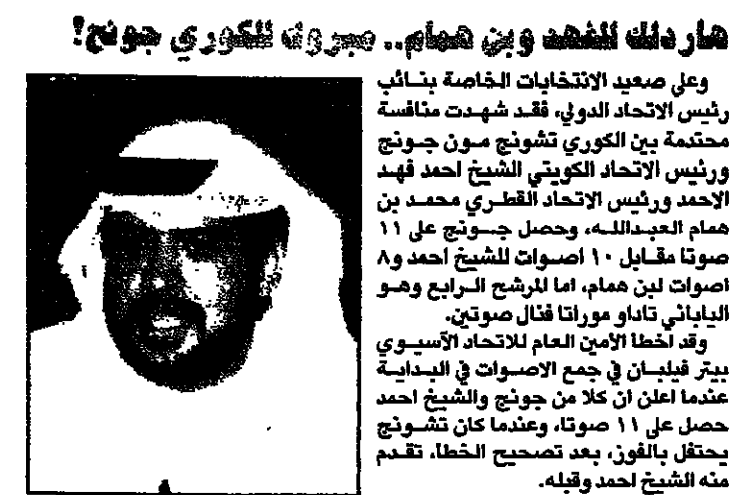 هاردلك للفهد وبن همام.. مبروك للكوري جونج!
وعلى صعيد الانتخابات الخاصة بنائب
رئيس الاتحاد الدولي، فقد شهدت منافسة
محتدمة بين الكوري تشونج مون جونج
ورئيس الاتحاد الكويتي الشيخ احمد فهد
الاحمد ورئيس الاتحاد القطري محمد بن
همام العبدالله، وحصل جونج على ١١
صوتا مقابل ١٠ اصوات للشيخ احمد و٨
اصوات لبن همام، اما المرشح الرابع وهو
الياباني تاداو موراتا فنال صوتين.
وقد اخطا الأمين العام للاتحاد الآسيوي
بيتر فيلبان في جمع الاصوات في البداية
عندما اعلن ان كلا من جونج والشيخ احمد
حصل على ١١ صوتا، وعندما كان تشونج
يحتفل بالفوز، بعد تصحيح الخطا، تقدم
منه الشيخ احمد وقبله.